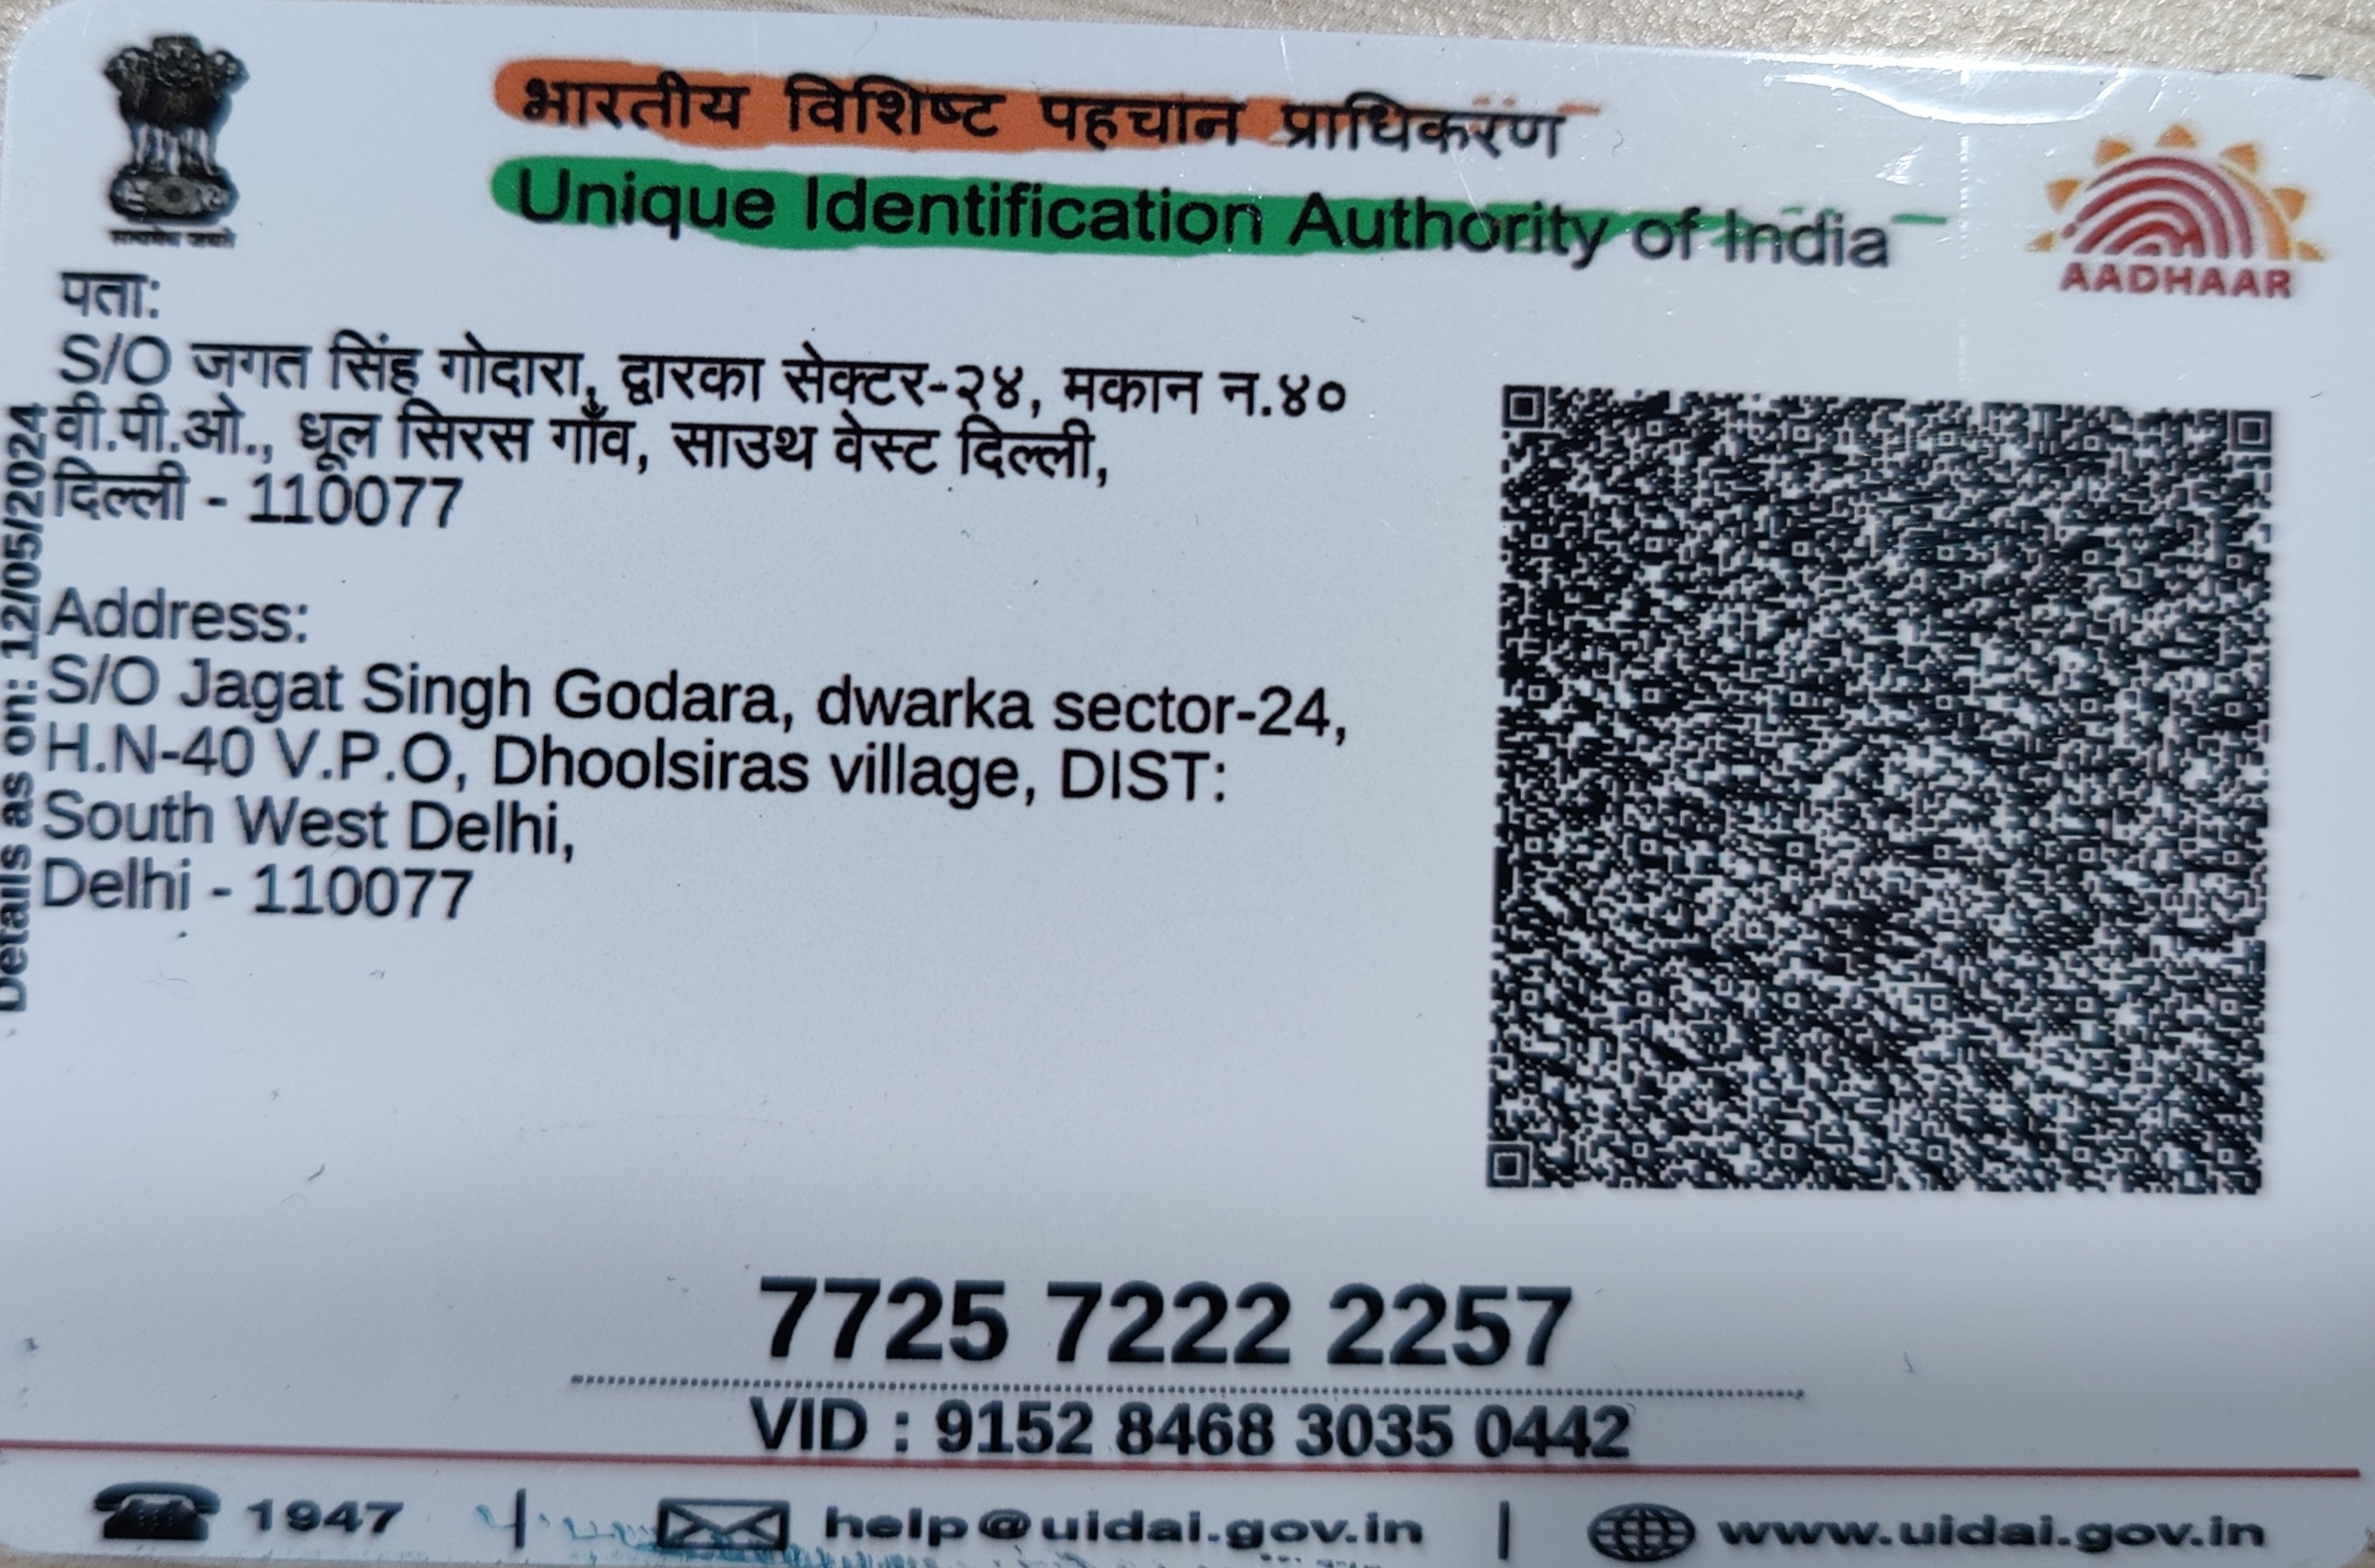 भारतीय विशिष्ट पहचान प्राधिकरण
Unique Identification Authority of India
AADHAAR
सत्यमेव जयते
पता:
S/O जगत सिंह गोदारा, द्वारका सेक्टर-२४, मकान न.४०
वी.पी.ओ., धूल सिरस गाँव, साउथ वेस्ट दिल्ली,
दिल्ली - 110077
Address:
S/O Jagat Singh Godara, dwarka sector-24,
H.N-40 V.P.O, Dhoolsiras village, DIST:
South West Delhi,
Delhi - 110077
Details as on: 12/05/2024
7725 7222 2257
VID : 9152 8468 3035 0442
1947 | help@uidai.gov.in | www.uidai.gov.in